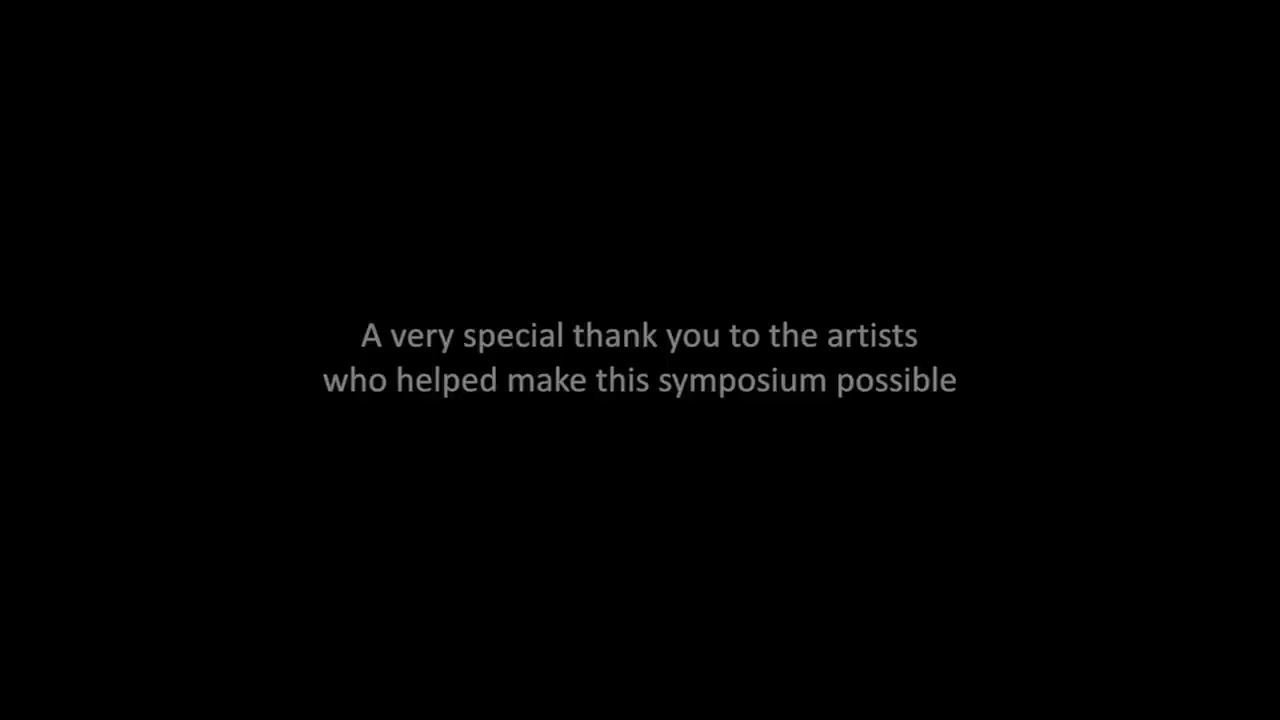 A very special thank you to the artists
who helped make this symposium possible